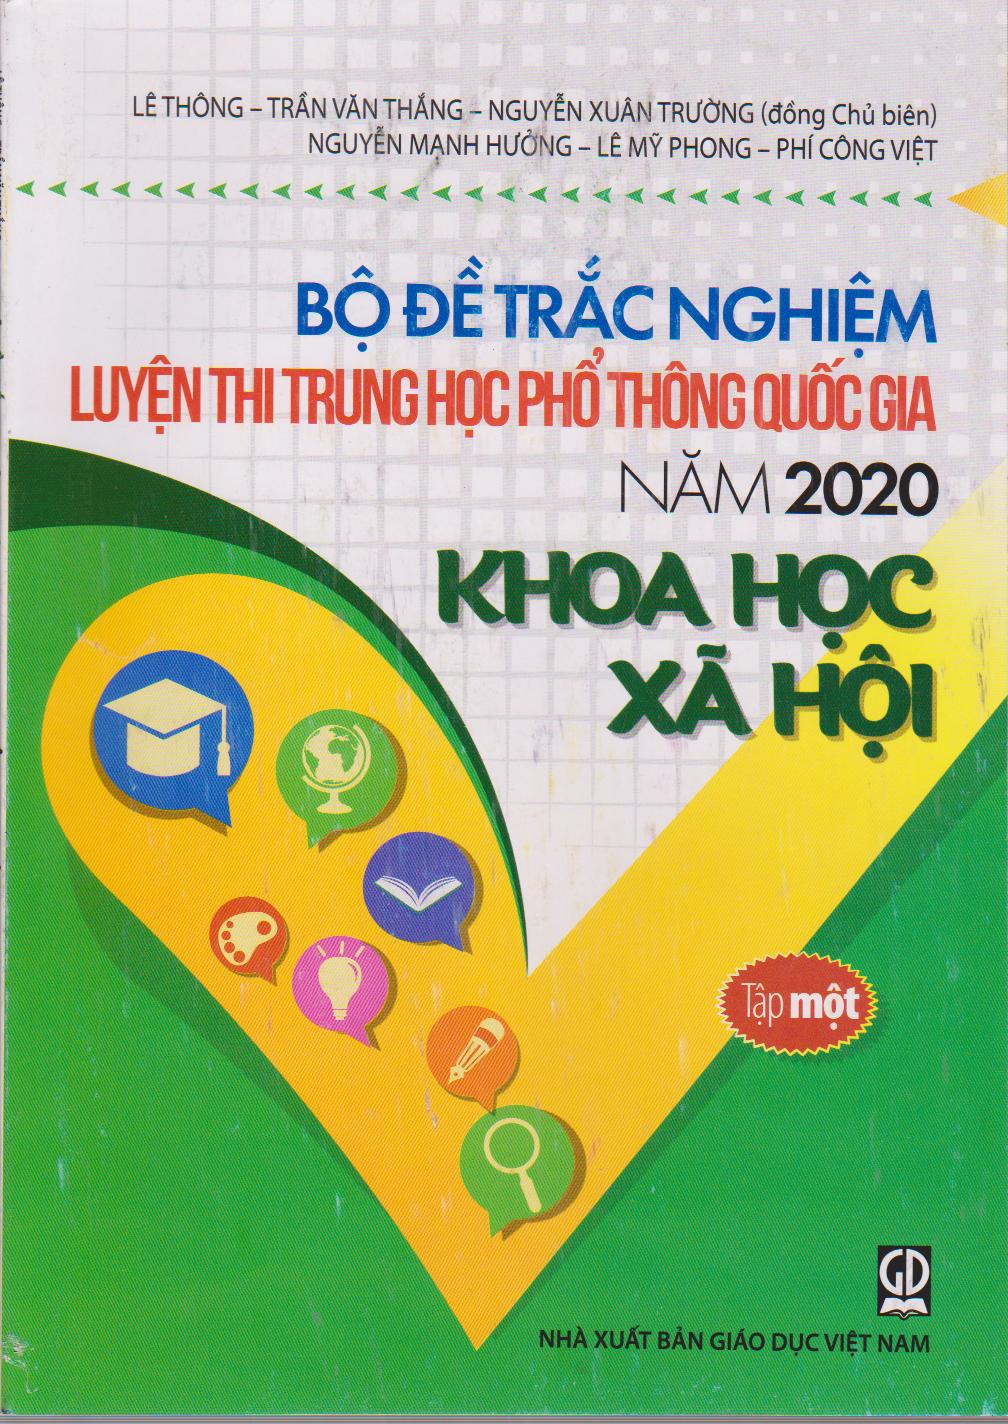 LÊ THÔNG – TRẦN VĂN THẮNG – NGUYỄN XUÂN TRƯỜNG (đồng Chủ biên)
NGUYỄN MẠNH HƯỞNG – LÊ MỸ PHONG – PHÍ CÔNG VIỆT
BỘ ĐỀ TRẮC NGHIỆM
LUYỆN THI TRUNG HỌC PHỔ THÔNG QUỐC GIA
NĂM 2020
KHOA HỌC
XÃ HỘI
Tập một
GD
NHÀ XUẤT BẢN GIÁO DỤC VIỆT NAM